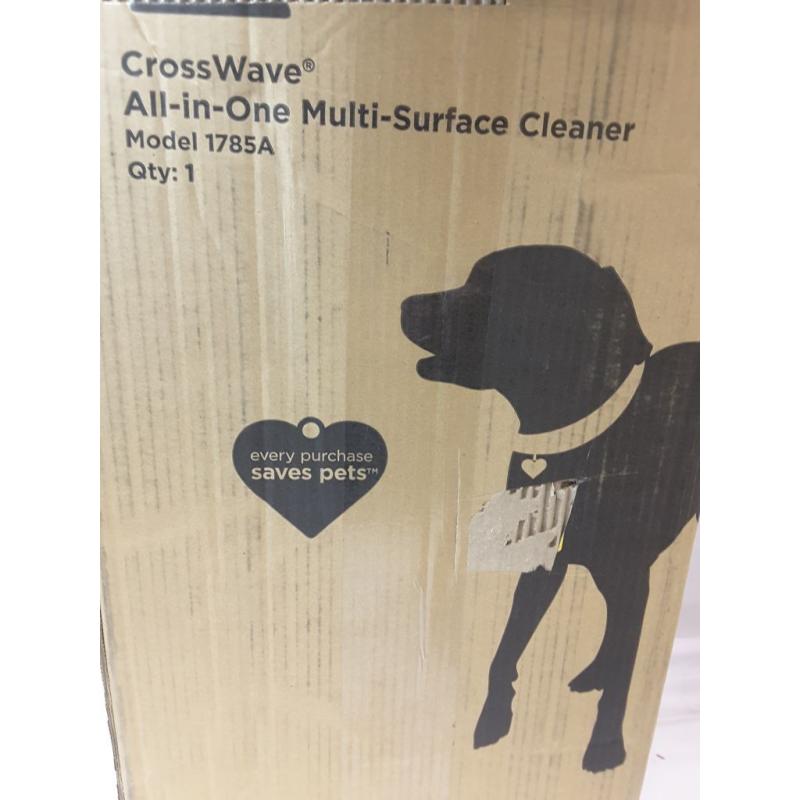 CrossWave®
All-in-One Multi-Surface Cleaner
Model 1785A
Qty: 1
every purchase
saves pets™